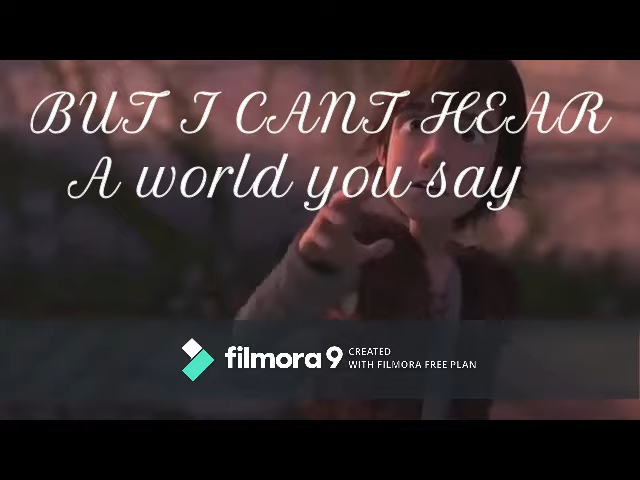 BUT I CANT HEAR
A world you say
filmora 9 CREATED
WITH FILMORA FREE PLAN